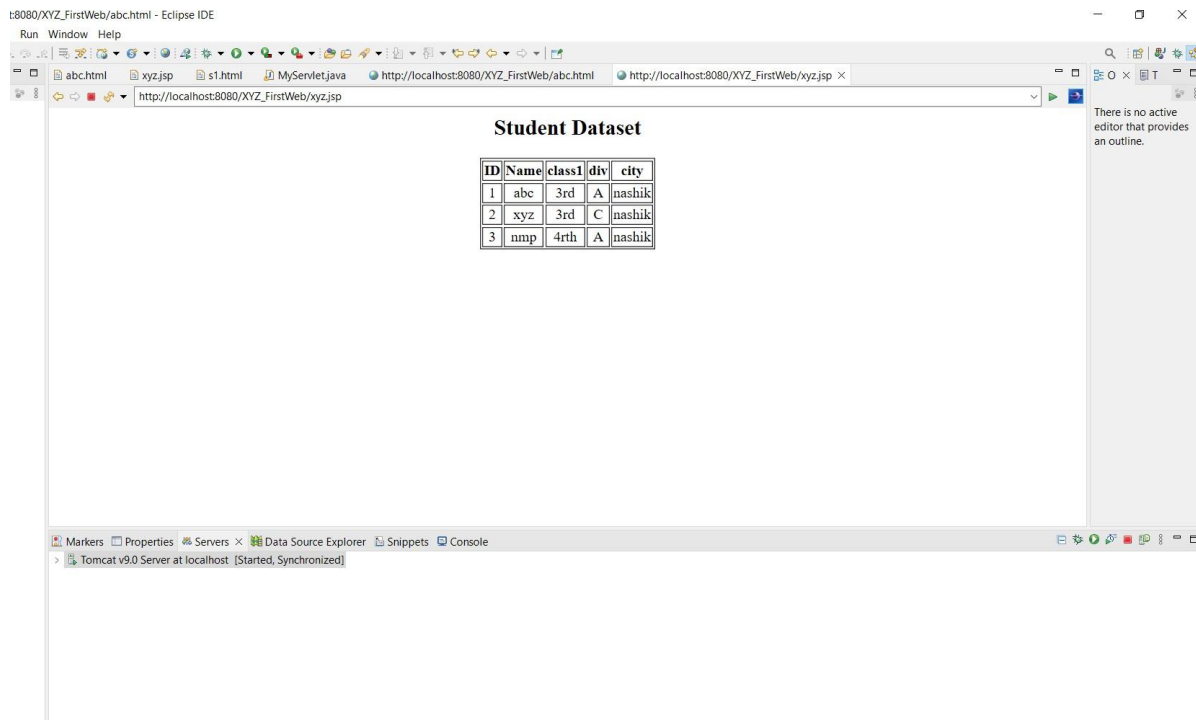 t:8080/XYZ_FirstWeb/abc.html - Eclipse IDE
Run Window Help
abc.html xyz.jsp s1.html MyServlet.java http://localhost:8080/XYZ_FirstWeb/abc.html http://localhost:8080/XYZ_FirstWeb/xyz.jsp
O T
http://localhost:8080/XYZ_FirstWeb/xyz.jsp
There is no active
editor that provides
an outline.
Student Dataset
ID Name class1 div city
1 abc 3rd A nashik
2 xyz 3rd C nashik
3 nmp 4rth A nashik
Markers Properties Servers Data Source Explorer Snippets Console
Tomcat v9.0 Server at localhost [Started, Synchronized]